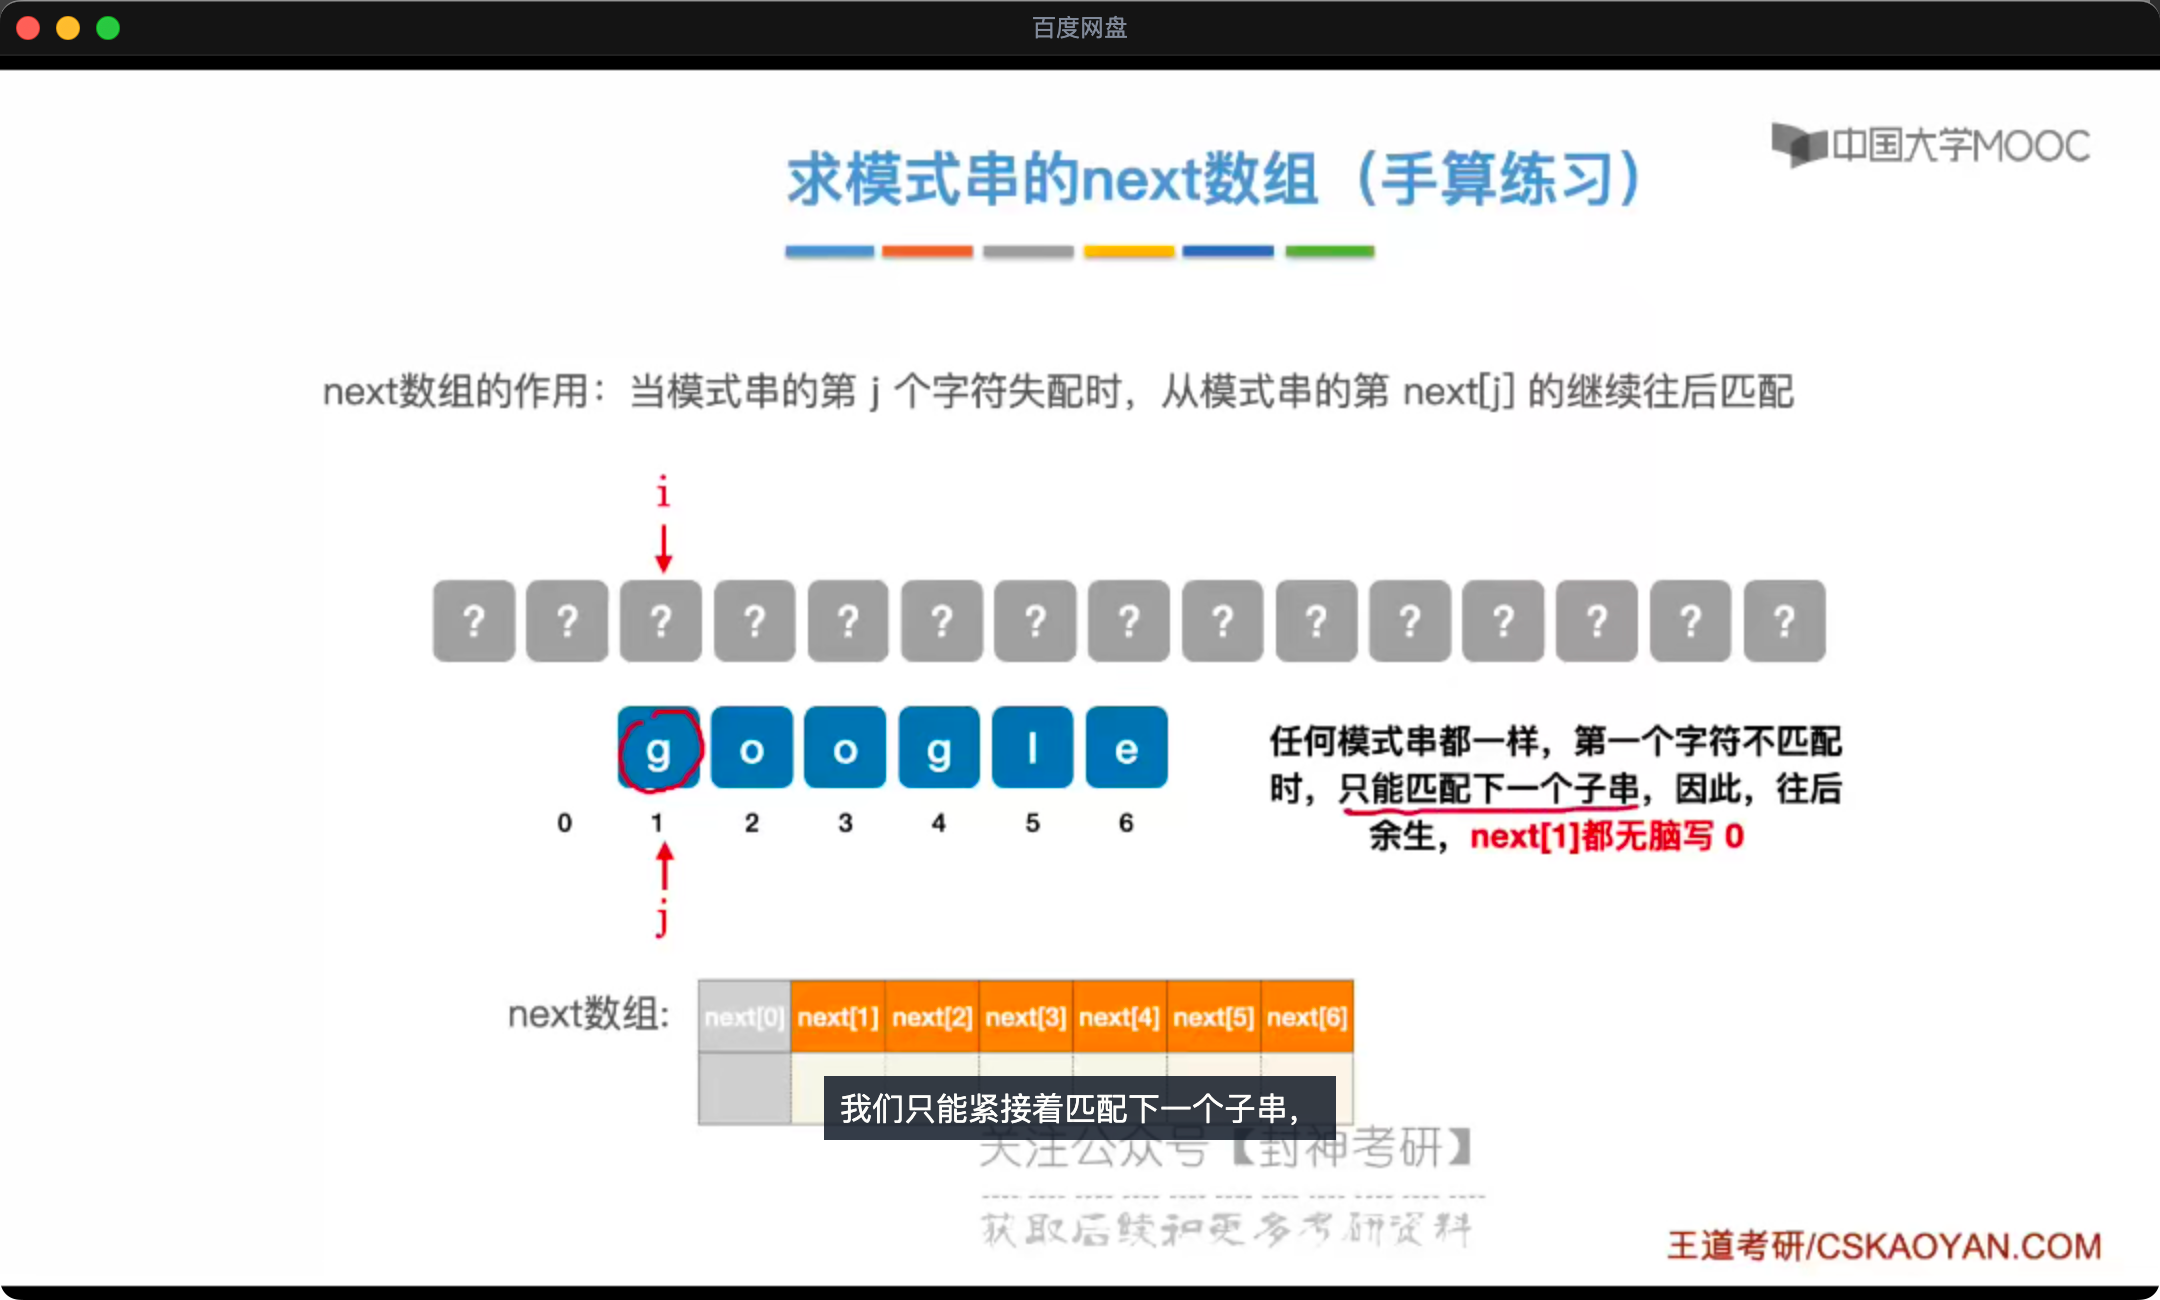 百度网盘
中国大学MOOC
求模式串的next数组（手算练习）
next数组的作用：当模式串的第 j 个字符失配时，从模式串的第 next[j] 的继续往后匹配
i
? ? ? ? ? ? ? ? ? ? ? ? ? ? ?
g o o g l e
0 1 2 3 4 5 6
j
任何模式串都一样，第一个字符不匹配
时，只能匹配下一个子串，因此，往后
余生，next[1]都无脑写 0
next数组:
next[0] next[1] next[2] next[3] next[4] next[5] next[6]
我们只能紧接着匹配下一个子串，
关注公众号【封神考研】
获取后续和更多考研资料
王道考研/CSKAOYAN.COM